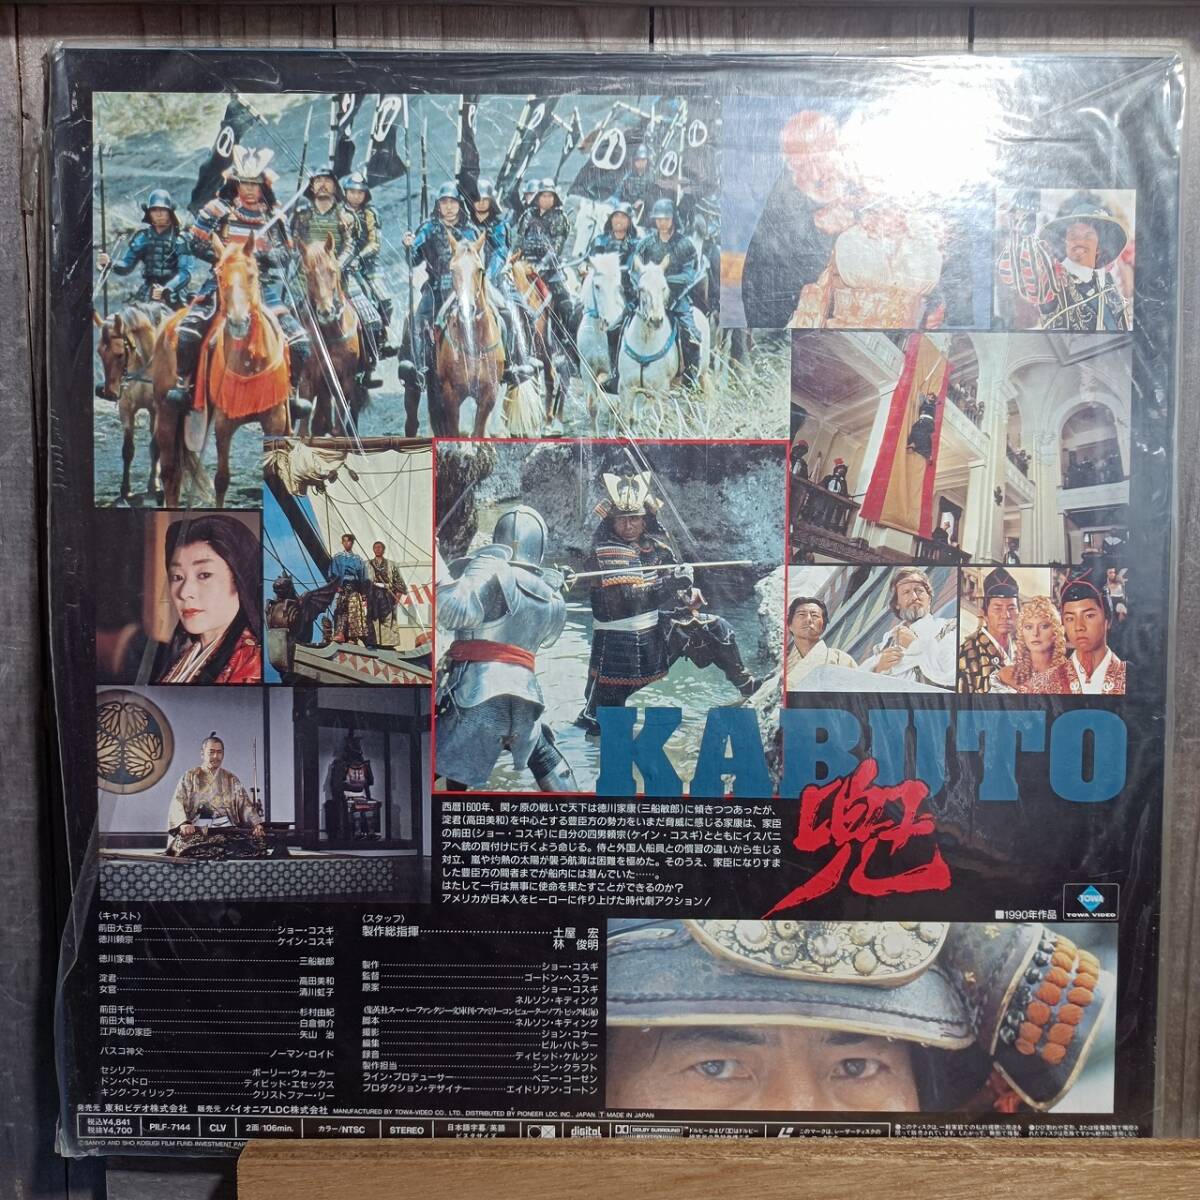 KABUTO
兜
西暦1600年、関ヶ原の戦いで天下は徳川家康(三船敏郎)に傾きつつあったが、
淀君(高田美和)を中心とする豊臣方の勢力をいまだ脅威に感じる家康は、家臣
の前田(ショー・コスギ)に自分の四男頼宗(ケイン・コスギ)とともにイスパニ
アへ銃の買付けに行くよう命じる。侍と外国人船員との慣習の違いから生じる
対立、嵐や灼熱の太陽が襲う航海は困難を極めた。そのうえ、家臣になりすま
した豊臣方の間者までが船内には潜んでいた……。
はたして一行は無事に使命を果たすことができるのか?
アメリカが日本人をヒーローに作り上げた時代劇アクション!
■1990年作品
TOWA
TOWA VIDEO
〈キャスト〉
前田大五郎 ショー・コスギ
徳川頼宗 ケイン・コスギ
徳川家康 三船敏郎
淀君 高田美和
女官 清川虹子
前田千代 杉村由紀
前田大輔 白倉慎介
江戸城の家臣 矢山 治
バスコ神父 ノーマン・ロイド
セシリア ポーリー・ウォーカー
ドン・ペドロ ディビッド・エセックス
キング・フィリップ クリストファー・リー
〈スタッフ〉
製作総指揮 土屋 宏
林 俊明
製作 ショー・コスギ
監督 ゴードン・ヘスラー
原案 ショー・コスギ
ネルソン・ギディング
脚本 ネルソン・ギディング
撮影 ジョン・コナー
編集 ビル・バトラー
録音 ディビッド・ケルソン
製作担当 ジーン・クラフト
ライン・プロデューサー ベニー・コーゼン
プロダクション・デザイナー エイドリアン・ゴートン
発売元 東和ビデオ株式会社 販売元 パイオニアLDC株式会社 MANUFACTURED BY TOWA-VIDEO CO., LTD., DISTRIBUTED BY PIONEER LDC, INC., JAPAN Ⓣ MADE IN JAPAN
税込¥4,841
税抜¥4,700
PILF-7144
CLV
2面/106min.
カラー/NTSC
STEREO
日本語字幕/英語
ビスタサイズ
digital
DOLBY SURROUND
©SANYO AND SHO KOSUGI FILM FUND INVESTMENT